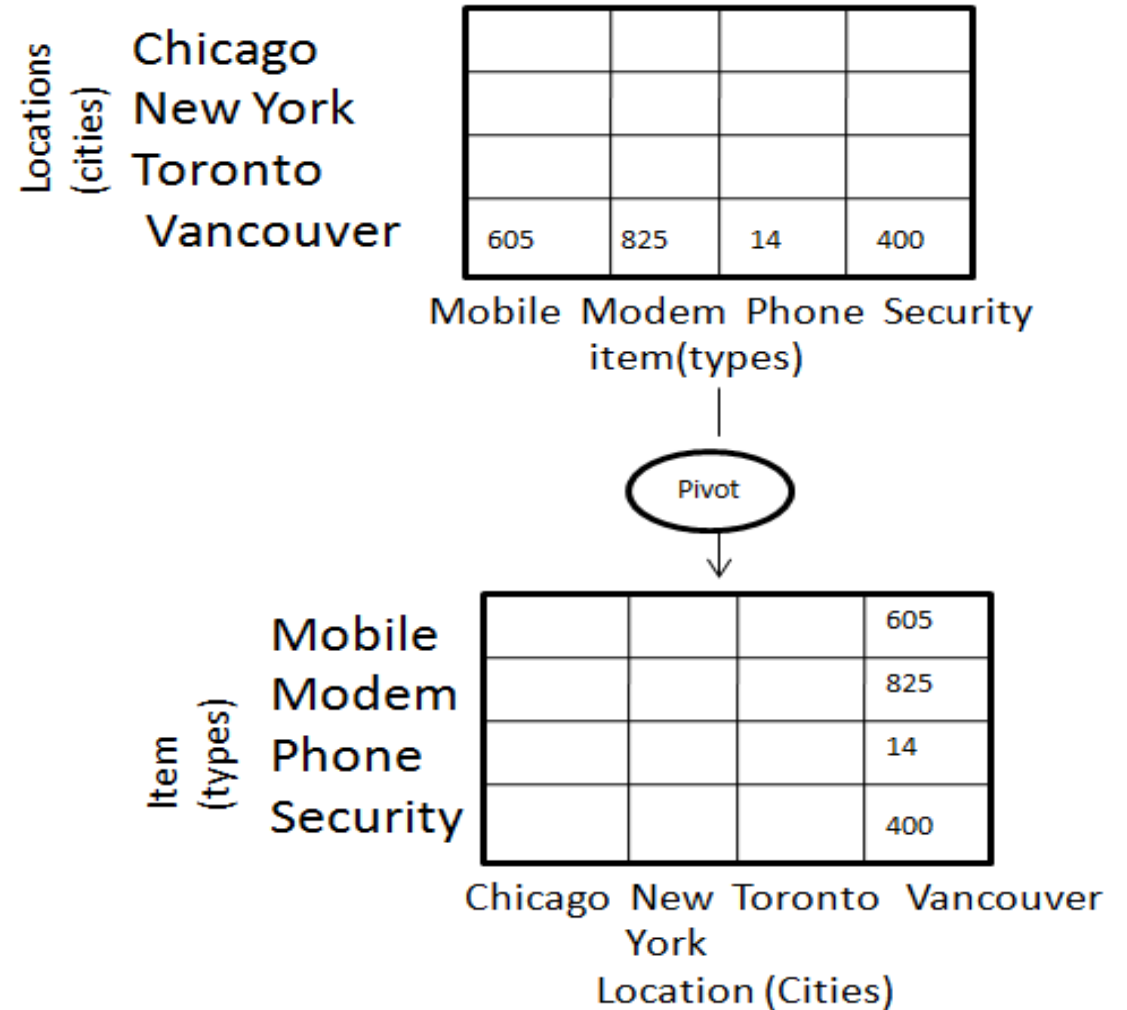 Locations
(cities)
Chicago
New York
Toronto
Vancouver
605 825 14 400
Mobile Modem Phone Security
item(types)
Pivot
Item
(types)
Mobile 605
Modem 825
Phone 14
Security 400
Chicago New Toronto Vancouver
York
Location (Cities)